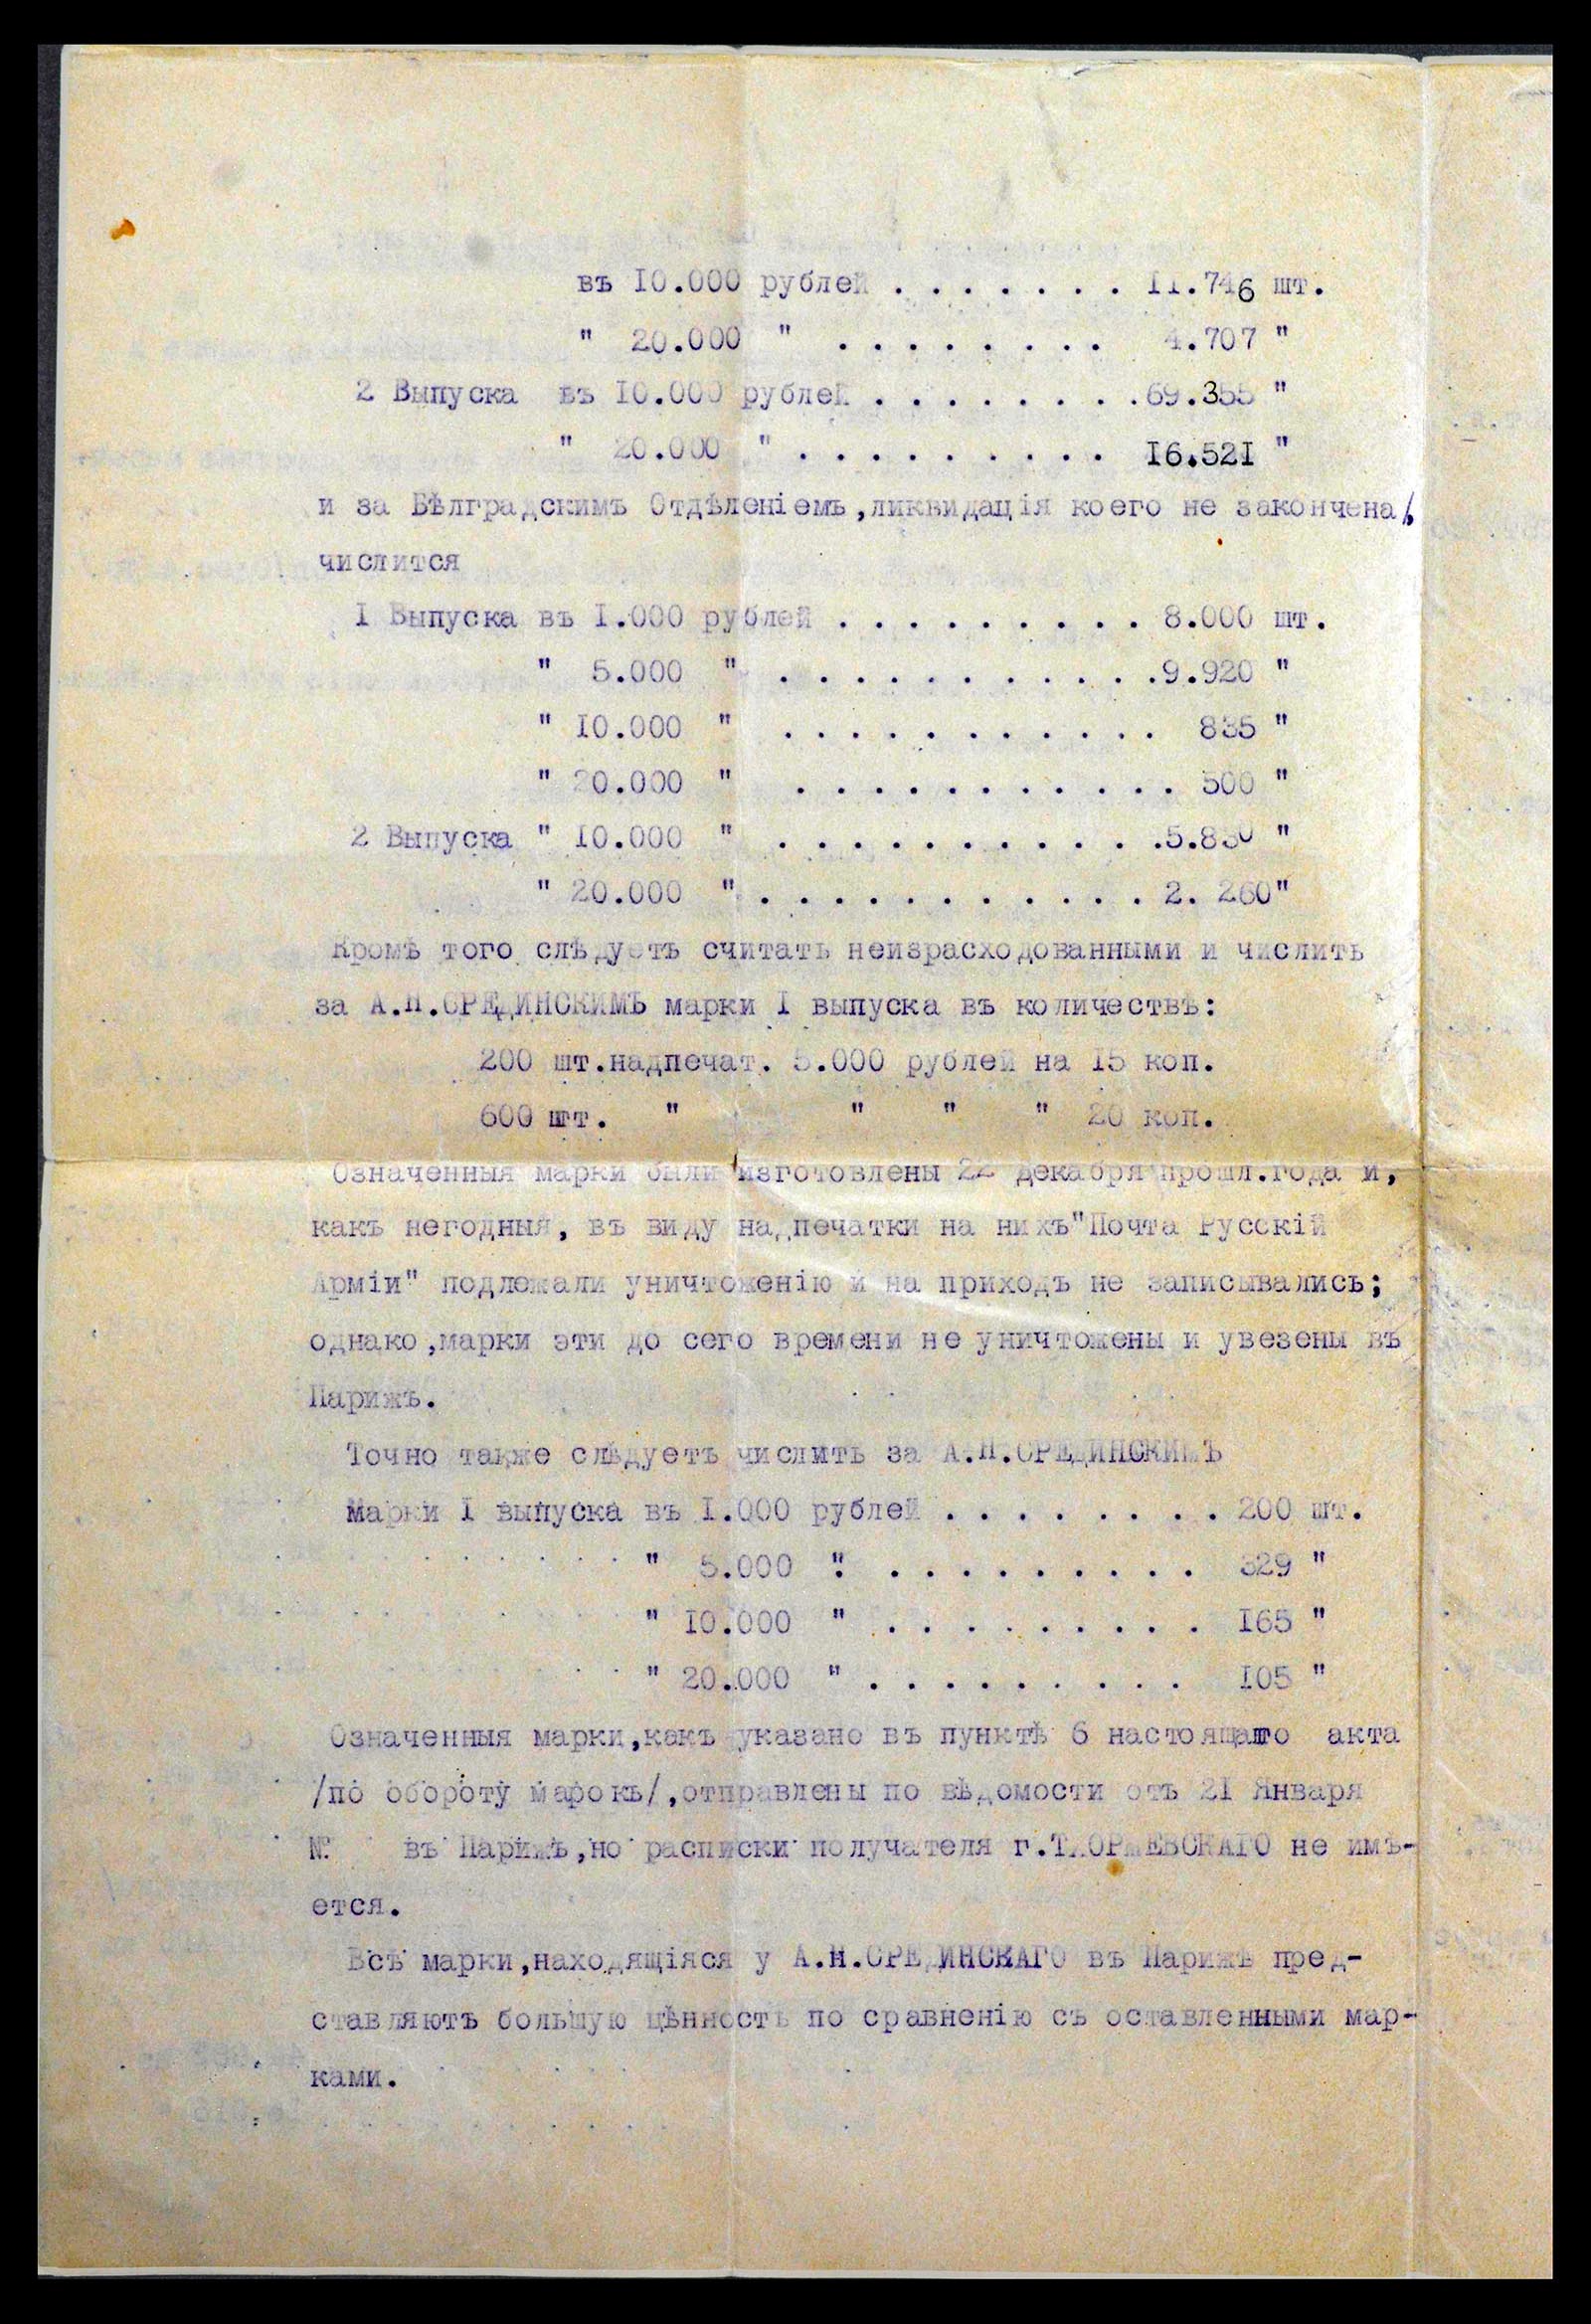 въ 10.000 рублей . . . . . . . 11.746 шт.
" 20.000 " . . . . . . . . 4.707 "
2 Выпуска въ 10.000 рублей . . . . . . . .69.355 "
" 20.000 " . . . . . . . . . 16.521 "
и за Бѣлградскимъ Отдѣленіемъ,ликвидація коего не закончена/,
числится
1 Выпуска въ 1.000 рублей . . . . . . . . . 8.000 шт.
" 5.000 " . . . . . . . . . . .9.920 "
" 10.000 " . . . . . . . . . . . 835 "
" 20.000 " . . . . . . . . . . . 500 "
2 Выпуска " 10.000 " . . . . . . . . . . .5.830 "
" 20.000 " . . . . . . . . . . . 2. 260"
Кромѣ того слѣдуетъ считать неизрасходованными и числить
за А.Н.СРЕДИНСКИМЪ марки 1 выпуска въ количествѣ:
200 шт.надпечат. 5.000 рублей на 15 коп.
600 шт. " " " " 20 коп.
Означенныя марки были изготовлены 22 декабря прошл.года и,
какъ негодныя, въ виду надпечатки на нихъ"Почта Русскій
Арміи" подлежали уничтоженію и на приходъ не записывались;
однако,марки эти до сего времени не уничтожены и увезены въ
Парижъ.
Точно также слѣдуетъ числить за А.Н.СРЕДИНСКИМЪ
марки 1 выпуска въ 1.000 рублей . . . . . . . . 200 шт.
" 5.000 " . . . . . . . . . 329 "
" 10.000 " . . . . . . . . . 165 "
" 20.000 " . . . . . . . . . 105 "
Означенныя марки,какъ указано въ пунктѣ 6 настоящаго акта
/по обороту марокъ/,отправлены по вѣдомости отъ 21 Января
№ въ Парижъ,но расписки получателя г. не имѣ-
ется.
Всѣ марки,находящіяся у А.Н.СРЕДИНСКАГО въ Парижѣ пред-
ставляютъ большую цѣнность по сравненію съ оставленными мар-
ками.